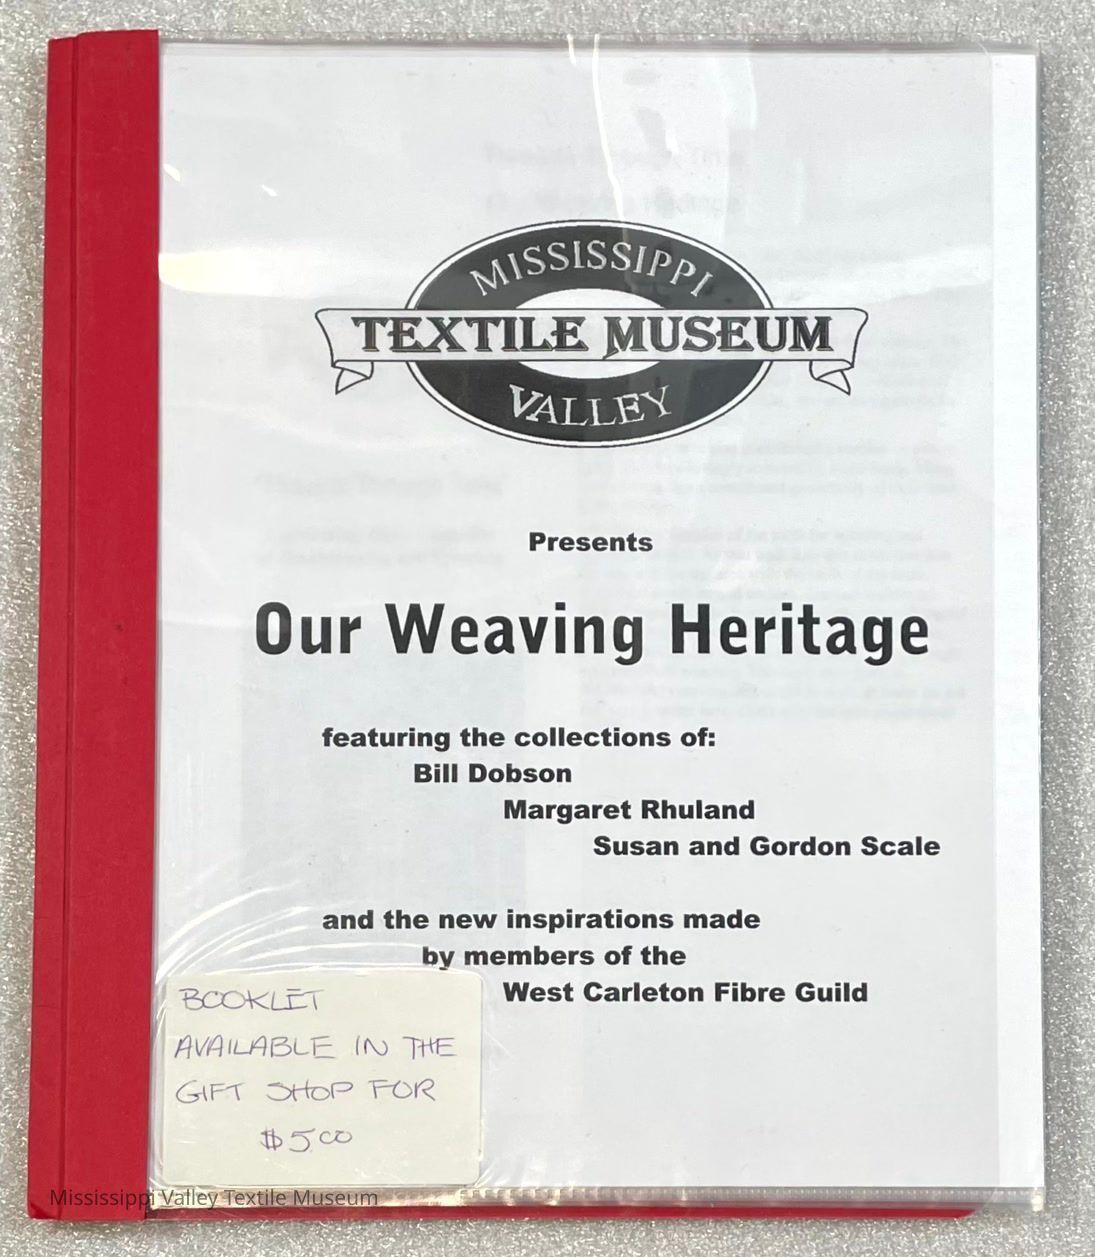 MISSISSIPPI
TEXTILE MUSEUM
VALLEY
Presents
Our Weaving Heritage
featuring the collections of:
Bill Dobson
Margaret Rhuland
Susan and Gordon Scale
and the new inspirations made
by members of the
West Carleton Fibre Guild
BOOKLET
AVAILABLE IN THE
GIFT SHOP FOR
$5.00
Mississippi Valley Textile Museum